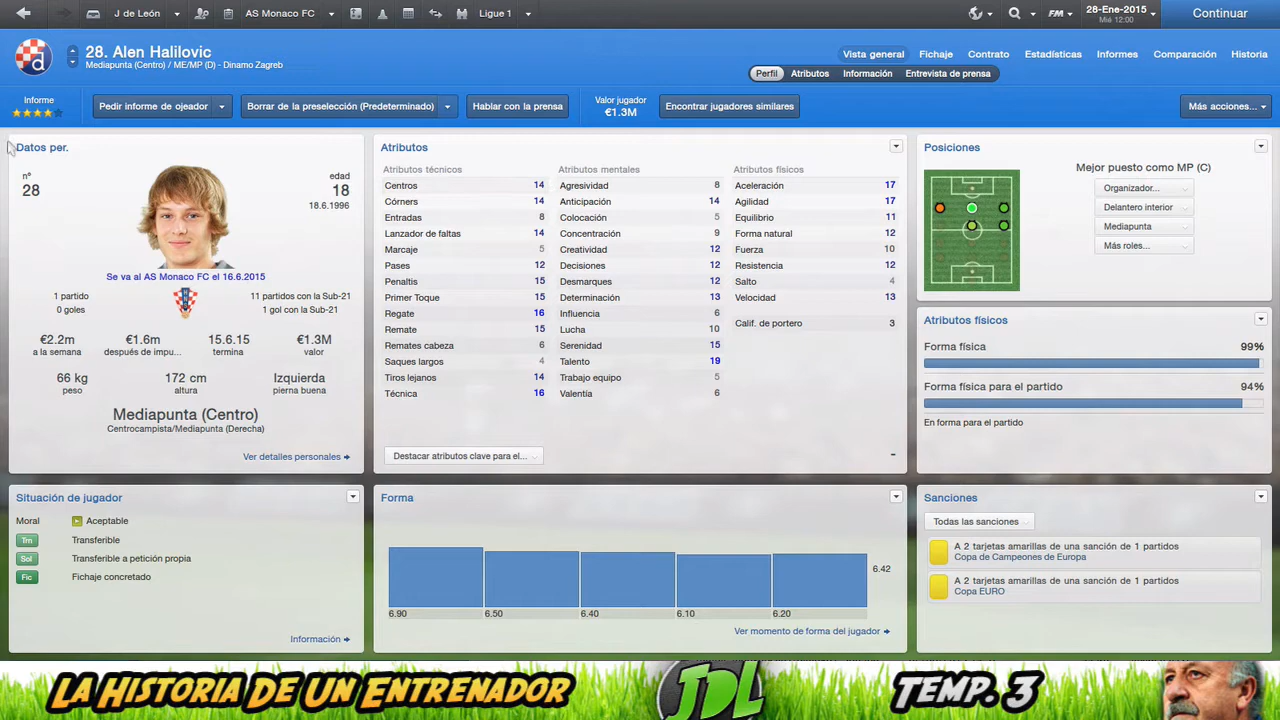 J de León
AS Monaco FC
Ligue 1
FM
28-Ene-2015
Mié 12:00
Continuar
28. Alen Halilovic
Mediapunta (Centro) / ME/MP (D) - Dinamo Zagreb
Vista general Fichaje Contrato Estadísticas Informes Comparación Historia
Perfil Atributos Información Entrevista de prensa
Informe
Pedir informe de ojeador
Borrar de la preselección (Predeterminado)
Hablar con la prensa
Valor jugador
€1.3M
Encontrar jugadores similares
Más acciones...
Datos per.
nº
28
edad
18
18.6.1996
Se va al AS Monaco FC el 16.6.2015
1 partido
0 goles
11 partidos con la Sub-21
1 gol con la Sub-21
€2.2m
a la semana
€1.6m
después de impu...
15.6.15
termina
€1.3M
valor
66 kg
peso
172 cm
altura
Izquierda
pierna buena
Mediapunta (Centro)
Centrocampista/Mediapunta (Derecha)
Ver detalles personales
Atributos
Atributos técnicos
Centros 14
Córners 14
Entradas 8
Lanzador de faltas 14
Marcaje 5
Pases 12
Penaltis 15
Primer Toque 15
Regate 16
Remate 15
Remates cabeza 6
Saques largos 4
Tiros lejanos 14
Técnica 16
Atributos mentales
Agresividad 8
Anticipación 14
Colocación 5
Concentración 9
Creatividad 12
Decisiones 12
Desmarques 12
Determinación 13
Influencia 6
Lucha 10
Serenidad 15
Talento 19
Trabajo equipo 5
Valentía 6
Atributos físicos
Aceleración 17
Agilidad 17
Equilibrio 11
Forma natural 12
Fuerza 10
Resistencia 12
Salto 4
Velocidad 13
Calif. de portero 3
Destacar atributos clave para el...
-
Posiciones
Mejor puesto como MP (C)
Organizador...
Delantero interior
Mediapunta
Más roles...
Atributos físicos
Forma física 99%
Forma física para el partido 94%
En forma para el partido
Situación de jugador
Moral Aceptable
Trn Transferible
Sol Transferible a petición propia
Fic Fichaje concretado
Información
Forma
6.42
6.90 6.50 6.40 6.10 6.20
Ver momento de forma del jugador
Sanciones
Todas las sanciones
A 2 tarjetas amarillas de una sanción de 1 partidos
Copa de Campeones de Europa
A 2 tarjetas amarillas de una sanción de 1 partidos
Copa EURO
LA HISTORIA DE UN ENTRENADOR
JDL
TEMP. 3